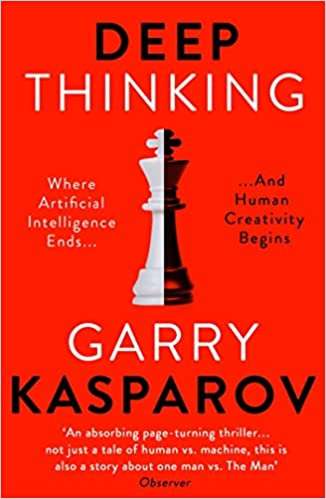 DEEP
THINKING
Where
Artificial
Intelligence
Ends...
...And
Human
Creativity
Begins
GARRY
KASPAROV
‘An absorbing page-turning thriller...
not just a tale of human vs. machine, this is
also a story about one man vs. The Man’
Observer